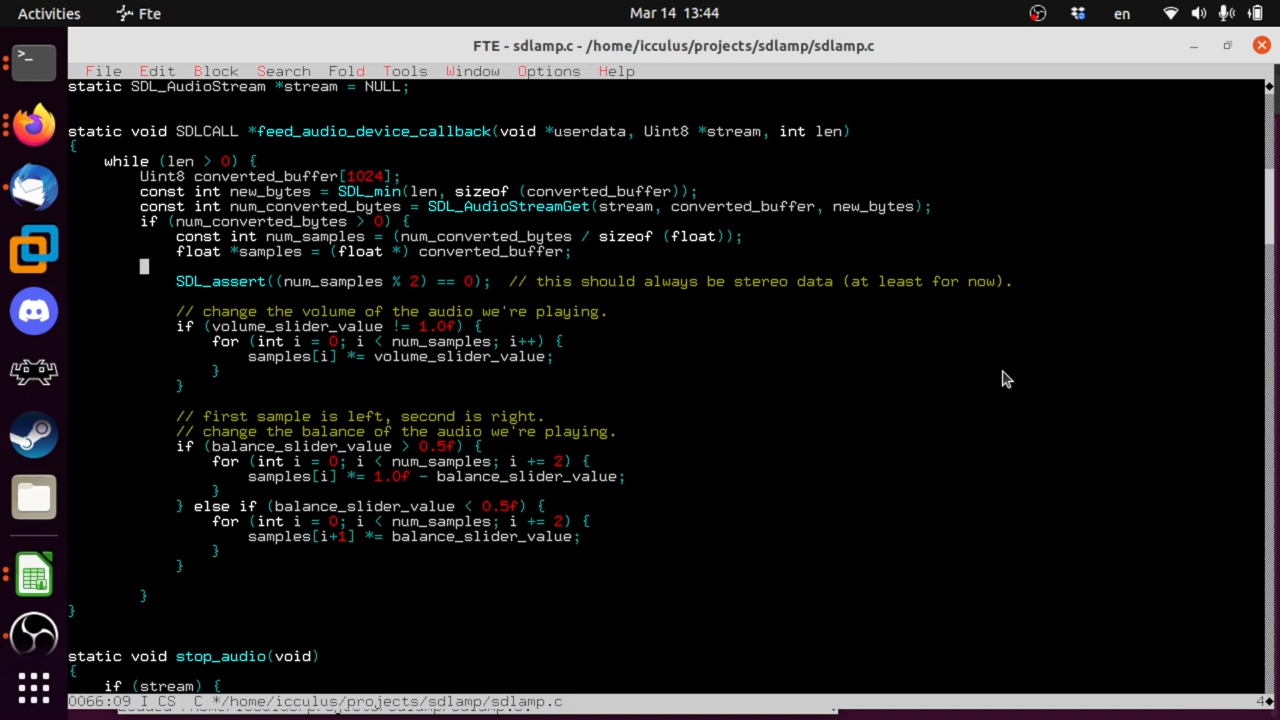 Activities Fte Mar 14 13:44 en
FTE - sdlamp.c - /home/icculus/projects/sdlamp/sdlamp.c
File Edit Block Search Fold Tools Window Options Help
static SDL_AudioStream *stream = NULL;
static void SDLCALL *feed_audio_device_callback(void *userdata, Uint8 *stream, int len)
{
while (len > 0) {
Uint8 converted_buffer[1024];
const int new_bytes = SDL_min(len, sizeof (converted_buffer));
const int num_converted_bytes = SDL_AudioStreamGet(stream, converted_buffer, new_bytes);
if (num_converted_bytes > 0) {
const int num_samples = (num_converted_bytes / sizeof (float));
float *samples = (float *) converted_buffer;
SDL_assert((num_samples % 2) == 0);  // this should always be stereo data (at least for now).
// change the volume of the audio we're playing.
if (volume_slider_value != 1.0f) {
for (int i = 0; i < num_samples; i++) {
samples[i] *= volume_slider_value;
}
}
// first sample is left, second is right.
// change the balance of the audio we're playing.
if (balance_slider_value > 0.5f) {
for (int i = 0; i < num_samples; i += 2) {
samples[i] *= 1.0f - balance_slider_value;
}
} else if (balance_slider_value < 0.5f) {
for (int i = 0; i < num_samples; i += 2) {
samples[i+1] *= balance_slider_value;
}
}
}
}
static void stop_audio(void)
{
if (stream) {
0066:09 I CS  C */home/icculus/projects/sdlamp/sdlamp.c 4